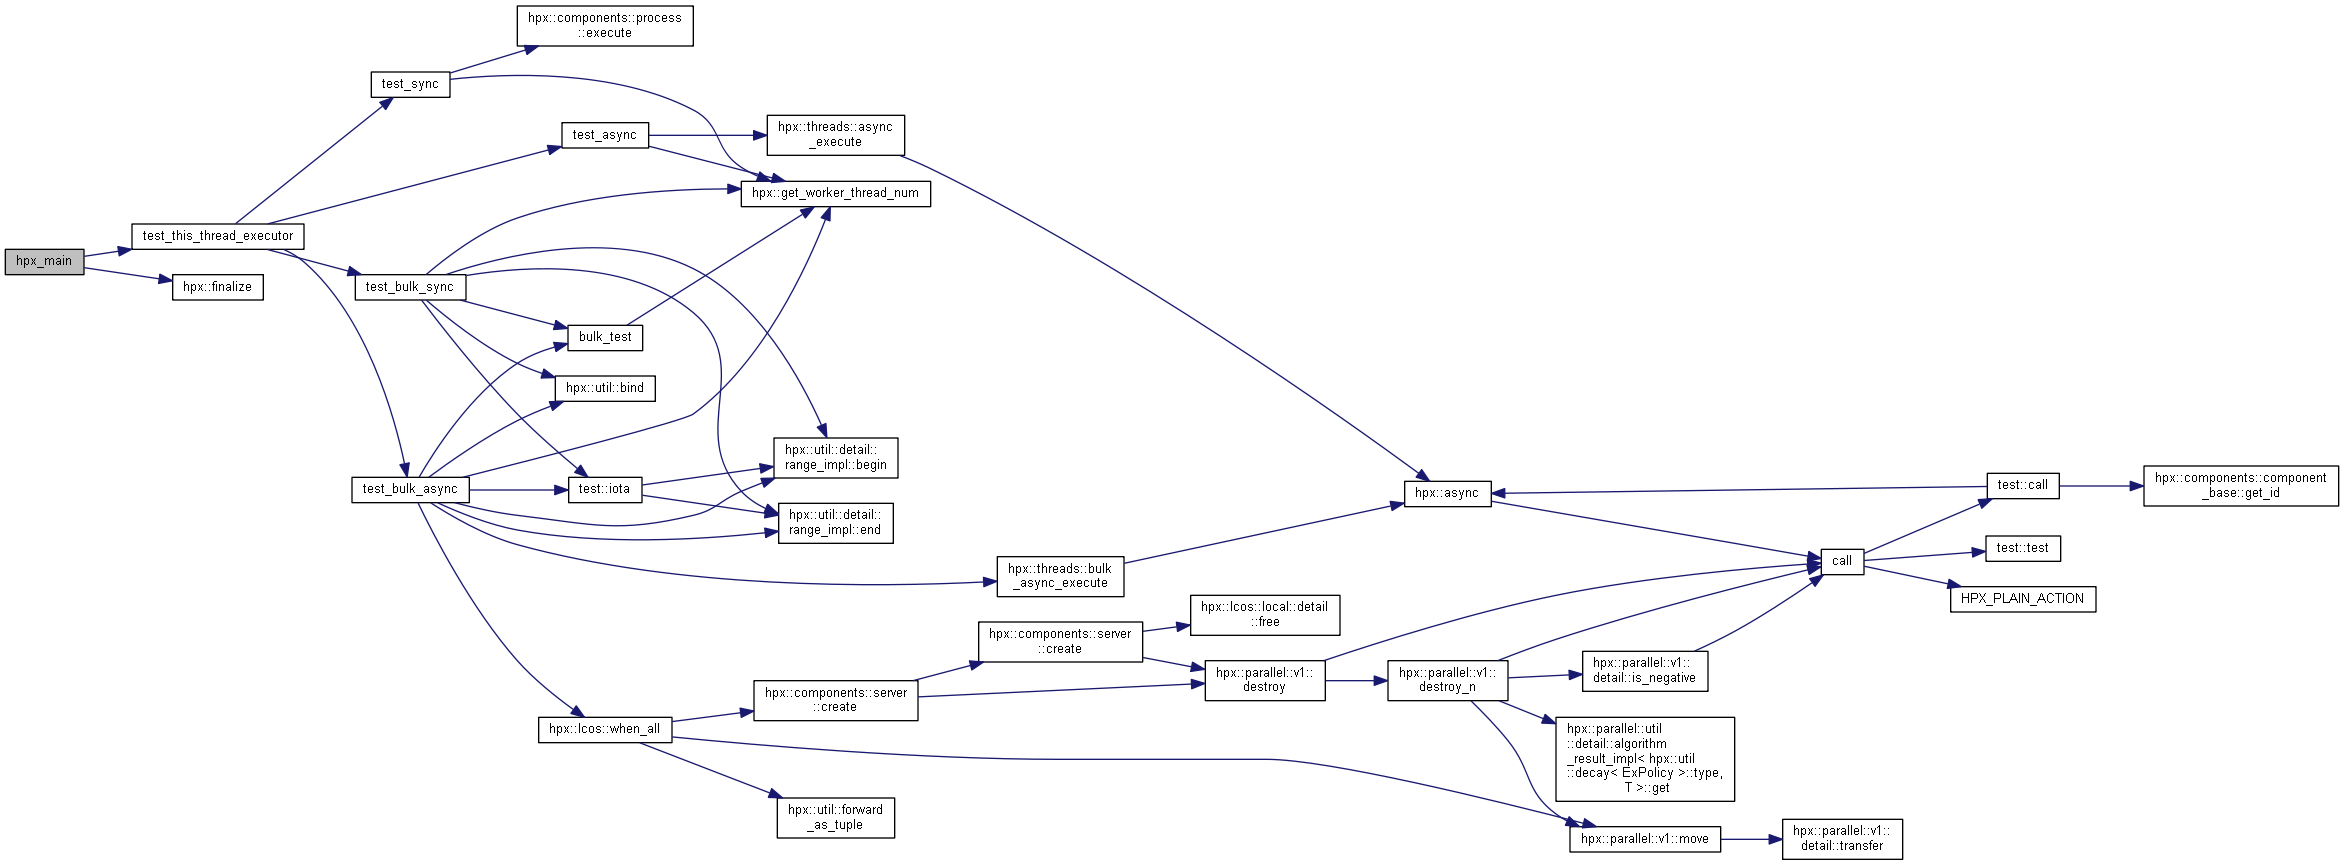 hpx::components::process
::execute
test_sync
test_async
hpx::threads::async
_execute
hpx::get_worker_thread_num
test_this_thread_executor
hpx_main
hpx::finalize
test_bulk_sync
bulk_test
hpx::util::bind
hpx::util::detail::
range_impl::begin
test_bulk_async
test::iota
hpx::util::detail::
range_impl::end
hpx::async
test::call
hpx::components::component
_base::get_id
call
test::test
HPX_PLAIN_ACTION
hpx::threads::bulk
_async_execute
hpx::lcos::local::detail
::free
hpx::components::server
::create
hpx::parallel::v1::
destroy
hpx::parallel::v1::
destroy_n
hpx::parallel::v1::
detail::is_negative
hpx::components::server
::create
hpx::lcos::when_all
hpx::parallel::util
::detail::algorithm
_result_impl< hpx::util
::decay< ExPolicy >::type,
T >::get
hpx::util::forward
_as_tuple
hpx::parallel::v1::move
hpx::parallel::v1::
detail::transfer